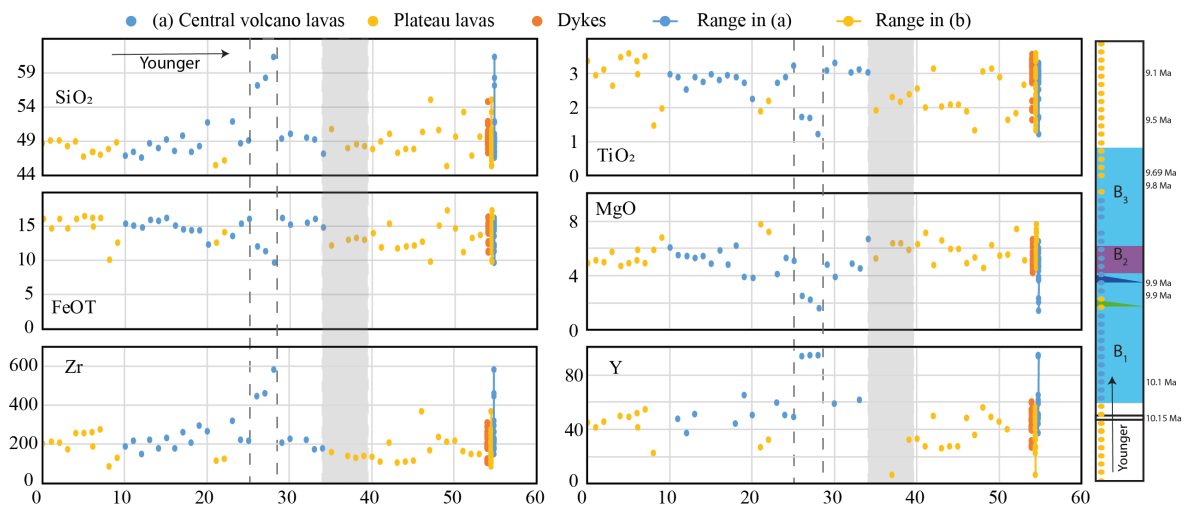 (a) Central volcano lavas Plateau lavas Dykes Range in (a) Range in (b)
Younger
SiO₂
59
54
49
44
FeOT
15
10
5
0
Zr
600
400
200
0
0 10 20 30 40 50 60
TiO₂
3
2
1
0
MgO
8
4
0
Y
80
40
0
0 10 20 30 40 50 60
9.1 Ma
9.5 Ma
9.69 Ma
9.8 Ma
B₃
B₂
9.9 Ma
9.9 Ma
B₁
10.1 Ma
10.15 Ma
Younger